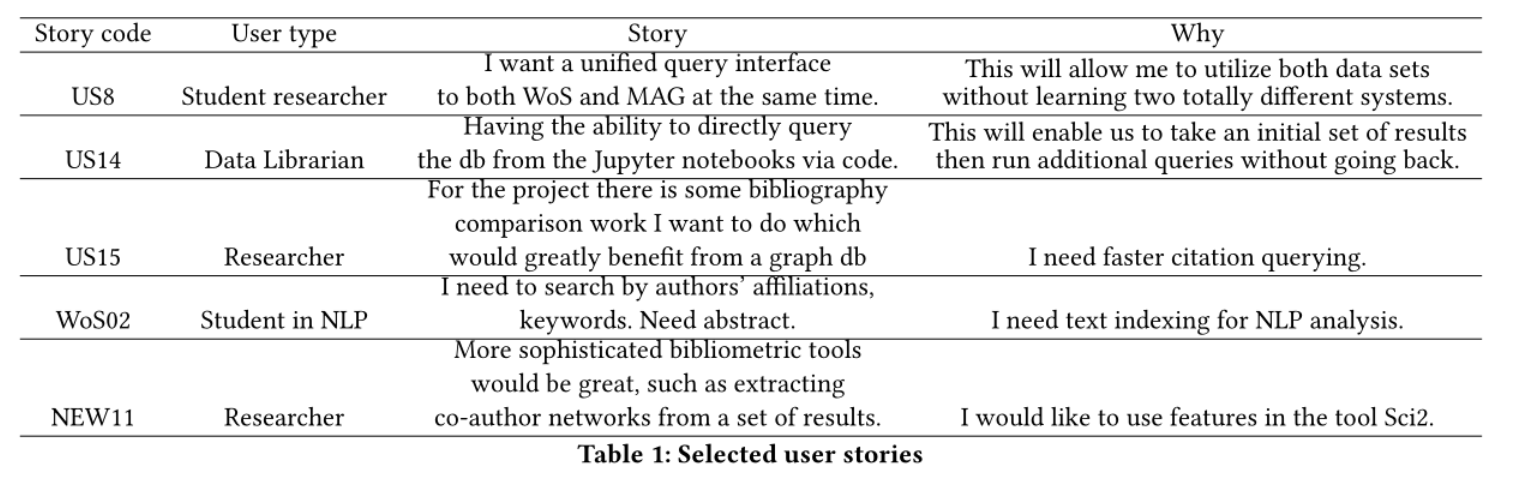 Story code User type Story Why
I want a unified query interface
This will allow me to utilize both data sets
US8 Student researcher to both WoS and MAG at the same time. without learning two totally different systems.
Having the ability to directly query
This will enable us to take an initial set of results
US14 Data Librarian the db from the Jupyter notebooks via code. then run additional queries without going back.
For the project there is some bibliography
comparison work I want to do which
US15 Researcher would greatly benefit from a graph db I need faster citation querying.
I need to search by authors’ affiliations,
WoS02 Student in NLP keywords. Need abstract. I need text indexing for NLP analysis.
More sophisticated bibliometric tools
would be great, such as extracting
NEW11 Researcher co-author networks from a set of results. I would like to use features in the tool Sci2.
Table 1: Selected user stories